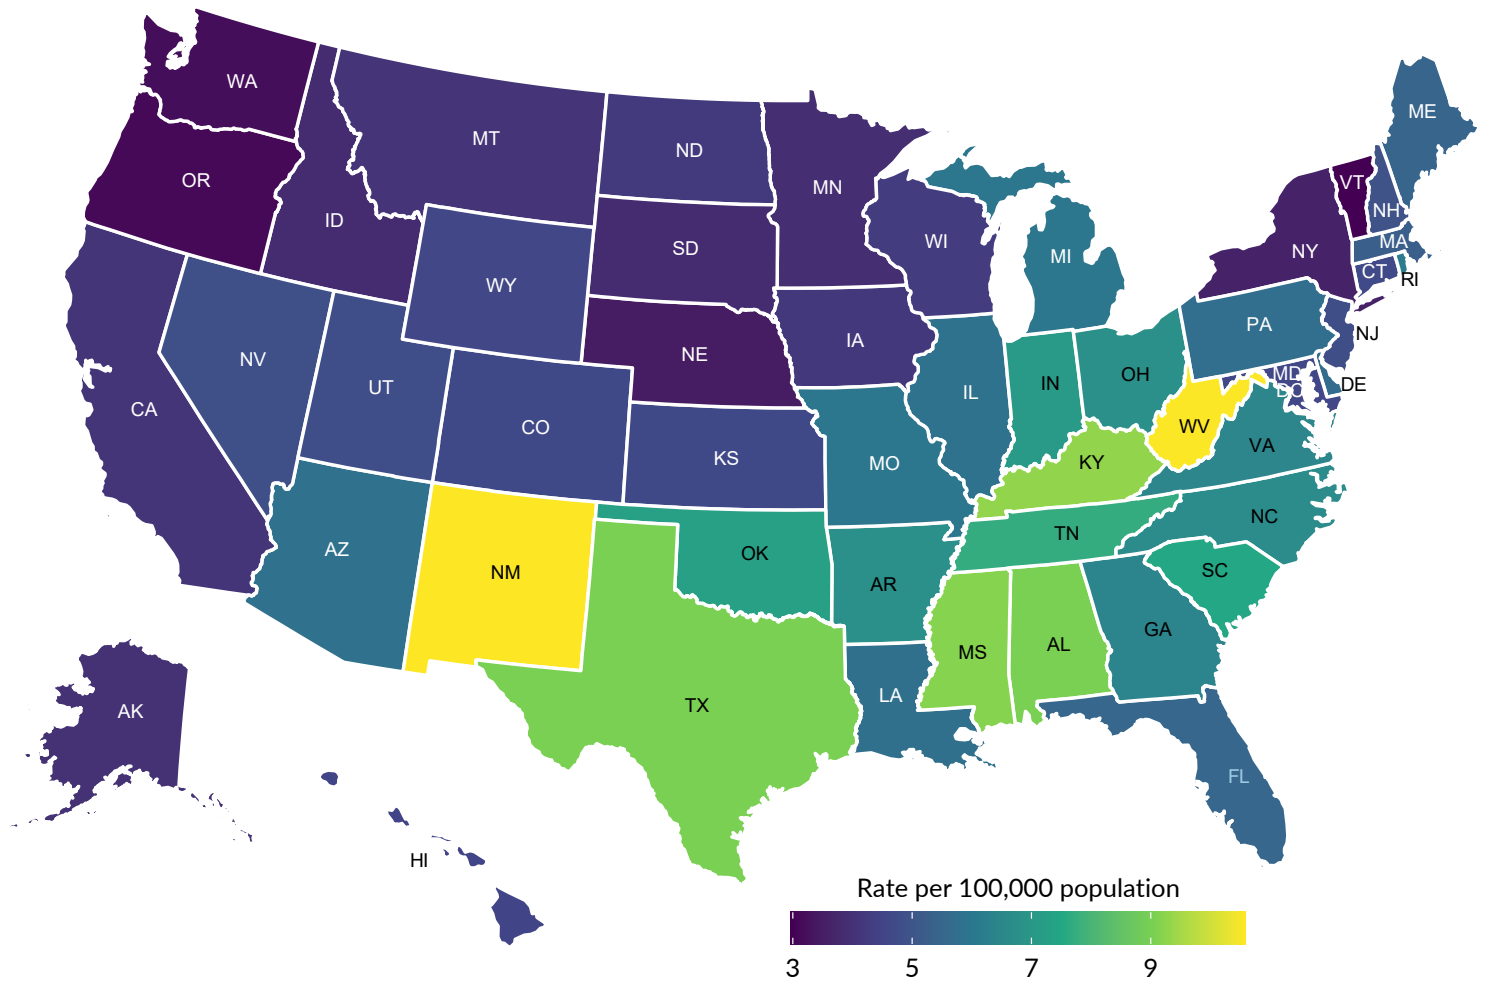 WA
MT
ND
MN
ME
OR
ID
SD
WI
MI
VT
NH
NY
MA
CT
RI
WY
NE
IA
PA
NJ
NV
UT
CO
KS
IL
IN
OH
MD
DC
DE
CA
MO
KY
WV
VA
AZ
NM
OK
AR
TN
NC
SC
MS
AL
GA
TX
LA
FL
AK
HI
Rate per 100,000 population
3 5 7 9